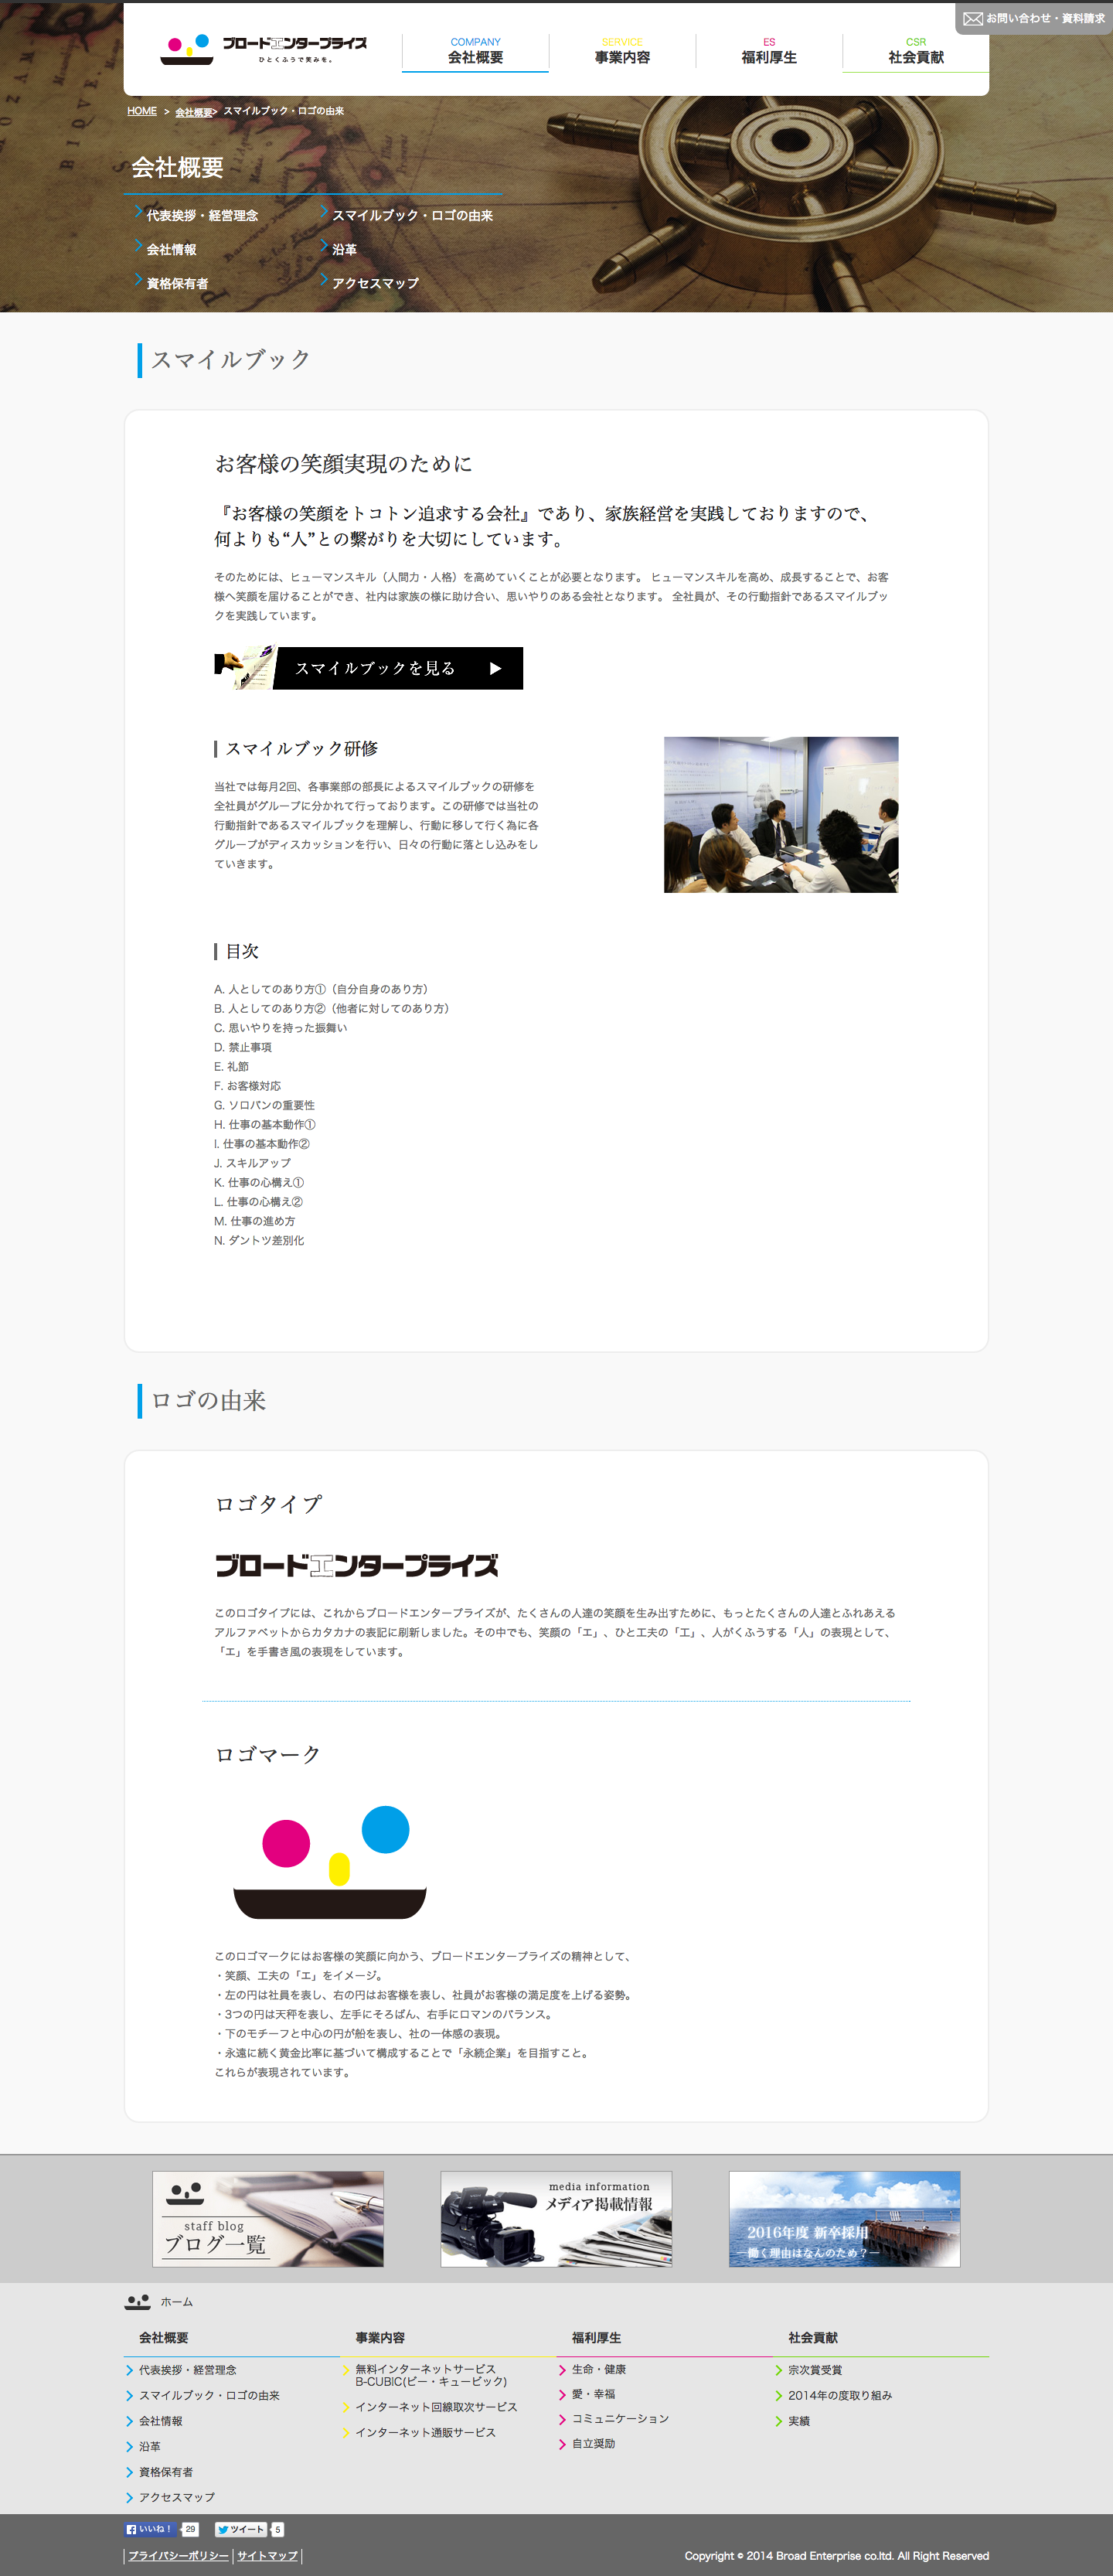 お問い合わせ・資料請求
ブロードエンタープライズ
ひとくふうで笑みを。
COMPANY
会社概要
SERVICE
事業内容
ES
福利厚生
CSR
社会貢献
HOME > 会社概要> スマイルブック・ロゴの由来
会社概要
代表挨拶・経営理念
スマイルブック・ロゴの由来
会社情報
沿革
資格保有者
アクセスマップ
スマイルブック
お客様の笑顔実現のために
『お客様の笑顔をトコトン追求する会社』であり、家族経営を実践しておりますので、
何よりも“人”との繋がりを大切にしています。
そのためには、ヒューマンスキル（人間力・人格）を高めていくことが必要となります。 ヒューマンスキルを高め、成長することで、お客
様へ笑顔を届けることができ、社内は家族の様に助け合い、思いやりのある会社となります。 全社員が、その行動指針であるスマイルブッ
クを実践しています。
スマイルブックを見る
スマイルブック研修
当社では毎月2回、各事業部の部長によるスマイルブックの研修を
全社員がグループに分かれて行っております。この研修では当社の
行動指針であるスマイルブックを理解し、行動に移して行く為に各
グループがディスカッションを行い、日々の行動に落とし込みをし
ていきます。
目次
A. 人としてのあり方①（自分自身のあり方）
B. 人としてのあり方②（他者に対してのあり方）
C. 思いやりを持った振舞い
D. 禁止事項
E. 礼節
F. お客様対応
G. ソロバンの重要性
H. 仕事の基本動作①
I. 仕事の基本動作②
J. スキルアップ
K. 仕事の心構え①
L. 仕事の心構え②
M. 仕事の進め方
N. ダントツ差別化
ロゴの由来
ロゴタイプ
ブロードエンタープライズ
このロゴタイプには、これからブロードエンタープライズが、たくさんの人達の笑顔を生み出すために、もっとたくさんの人達とふれあえる
アルファベットからカタカナの表記に刷新しました。その中でも、笑顔の「エ」、ひと工夫の「工」、人がくふうする「人」の表現として、
「エ」を手書き風の表現をしています。
ロゴマーク
このロゴマークにはお客様の笑顔に向かう、ブロードエンタープライズの精神として、
・笑顔、工夫の「エ」をイメージ。
・左の円は社員を表し、右の円はお客様を表し、社員がお客様の満足度を上げる姿勢。
・3つの円は天秤を表し、左手にそろばん、右手にロマンのバランス。
・下のモチーフと中心の円が船を表し、社の一体感の表現。
・永遠に続く黄金比率に基づいて構成することで「永続企業」を目指すこと。
これらが表現されています。
staff blog
ブログ一覧
media information
メディア掲載情報
2016年度 新卒採用
―働く理由はなんのため？―
ホーム
会社概要
代表挨拶・経営理念
スマイルブック・ロゴの由来
会社情報
沿革
資格保有者
アクセスマップ
事業内容
無料インターネットサービス
B-CUBIC(ビー・キュービック)
インターネット回線取次サービス
インターネット通販サービス
福利厚生
生命・健康
愛・幸福
コミュニケーション
自立奨励
社会貢献
宗次賞受賞
2014年の度取り組み
実績
いいね！ 29 ツイート 5
プライバシーポリシー サイトマップ
Copyright © 2014 Broad Enterprise co.ltd. All Right Reserved